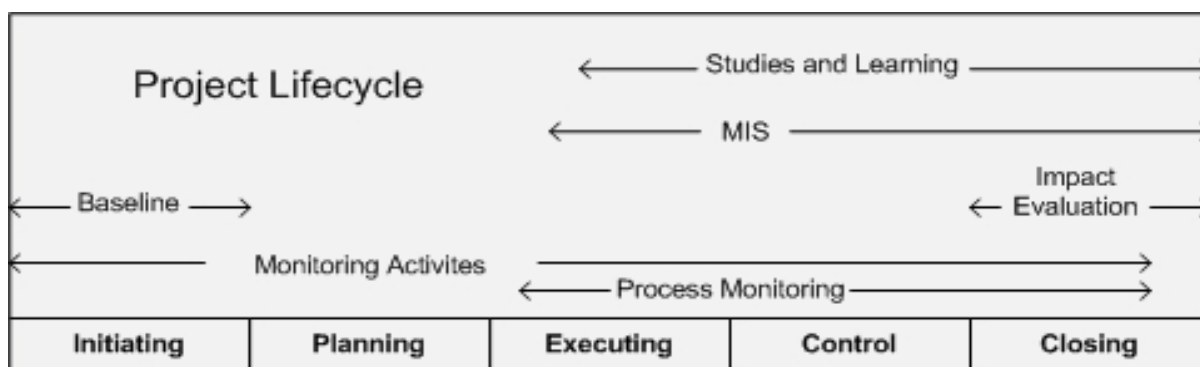 Studies and Learning
Project Lifecycle
MIS
Impact
Evaluation
Baseline
Monitoring Activites
Process Monitoring
Initiating Planning Executing Control Closing